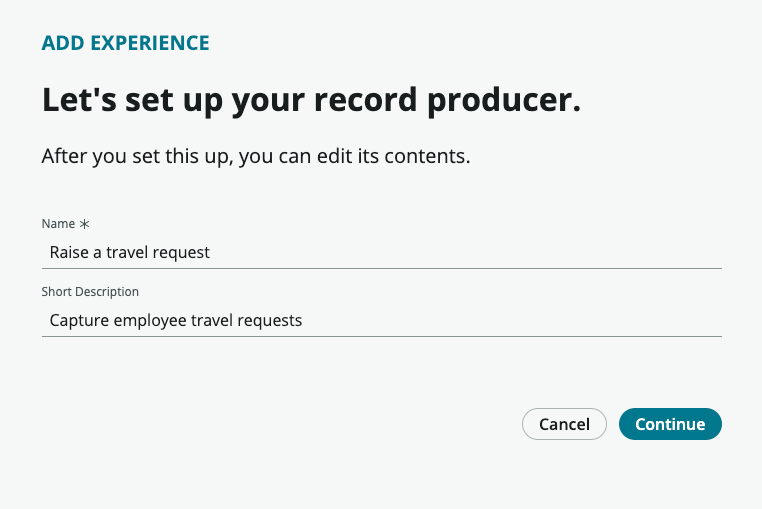 ADD EXPERIENCE
Let's set up your record producer.
After you set this up, you can edit its contents.
Name *
Raise a travel request
Short Description
Capture employee travel requests
Cancel Continue